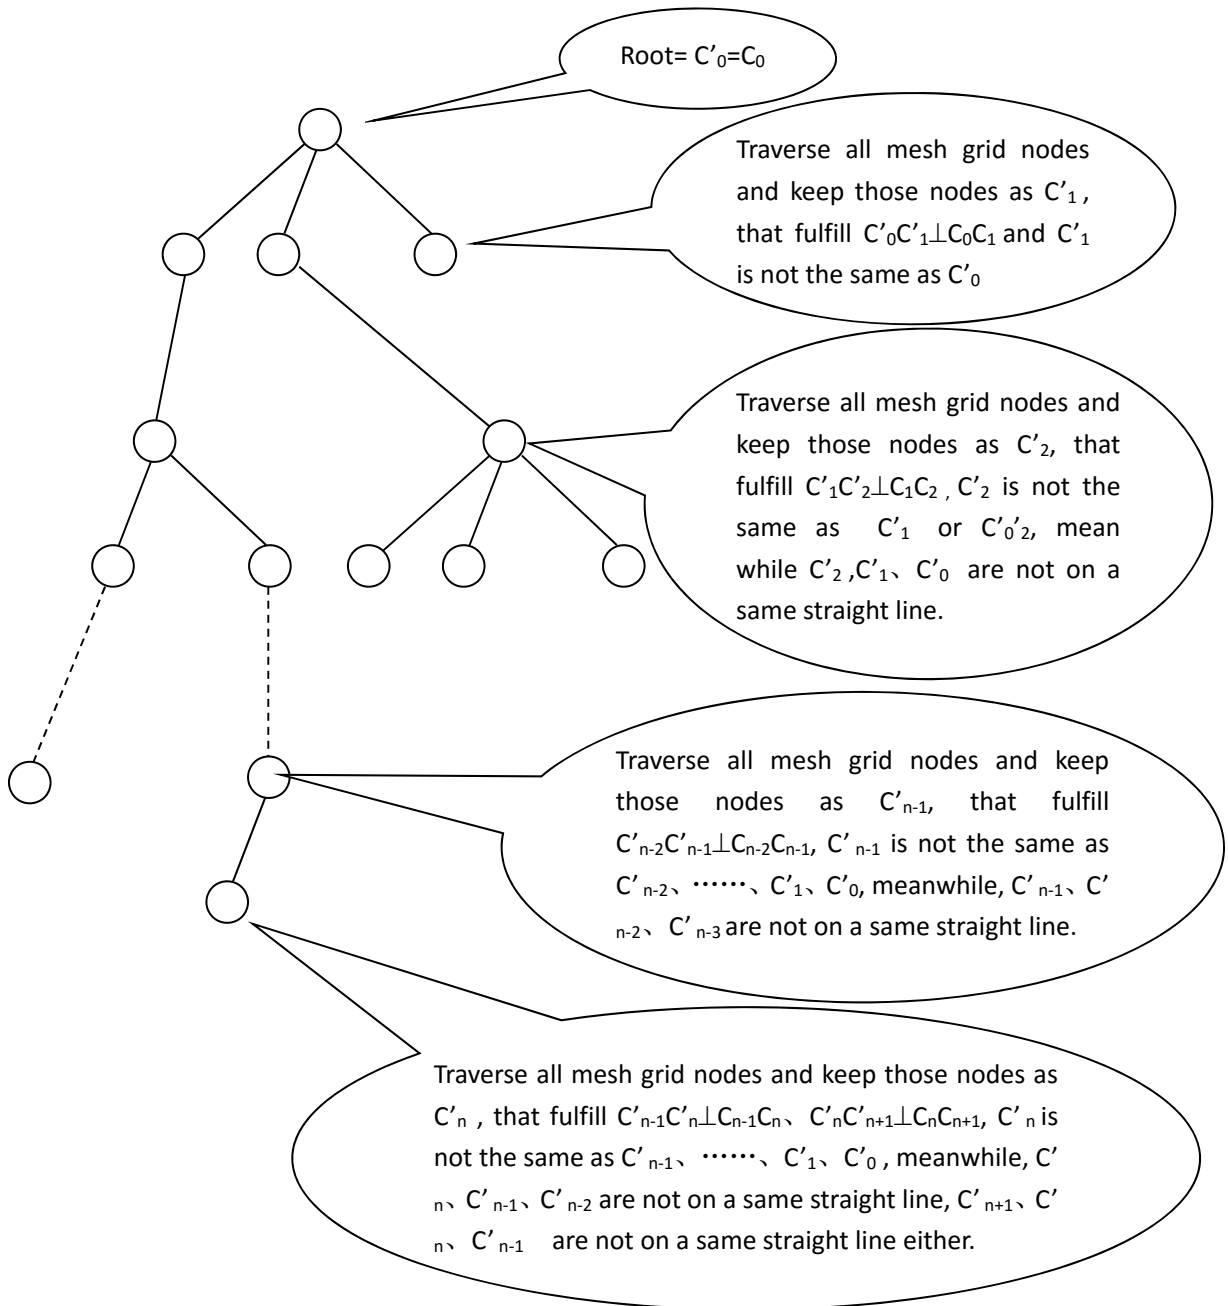 Root= C’₀=C₀
Traverse all mesh grid nodes
and keep those nodes as C’₁ ,
that fulfill C’₀C’₁⊥C₀C₁ and C’₁
is not the same as C’₀
Traverse all mesh grid nodes and
keep those nodes as C’₂, that
fulfill C’₁C’₂⊥C₁C₂ , C’₂ is not the
same as C’₁ or C’₀’₂, mean
while C’₂ ,C’₁、C’₀ are not on a
same straight line.
Traverse all mesh grid nodes and keep
those nodes as C’ₙ₋₁, that fulfill
C’ₙ₋₂C’ₙ₋₁⊥Cₙ₋₂Cₙ₋₁, C’ ₙ₋₁ is not the same as
C’ ₙ₋₂、⋯⋯、C’₁、C’₀, meanwhile, C’ ₙ₋₁、C’
ₙ₋₂、C’ ₙ₋₃ are not on a same straight line.
Traverse all mesh grid nodes and keep those nodes as
C’ₙ , that fulfill C’ₙ₋₁C’ₙ⊥Cₙ₋₁Cₙ、C’ₙC’ₙ₊₁⊥CₙCₙ₊₁, C’ ₙ is
not the same as C’ ₙ₋₁、⋯⋯、C’₁、C’₀ , meanwhile, C’
ₙ、C’ ₙ₋₁、C’ ₙ₋₂ are not on a same straight line, C’ ₙ₊₁、C’
ₙ、C’ ₙ₋₁ are not on a same straight line either.